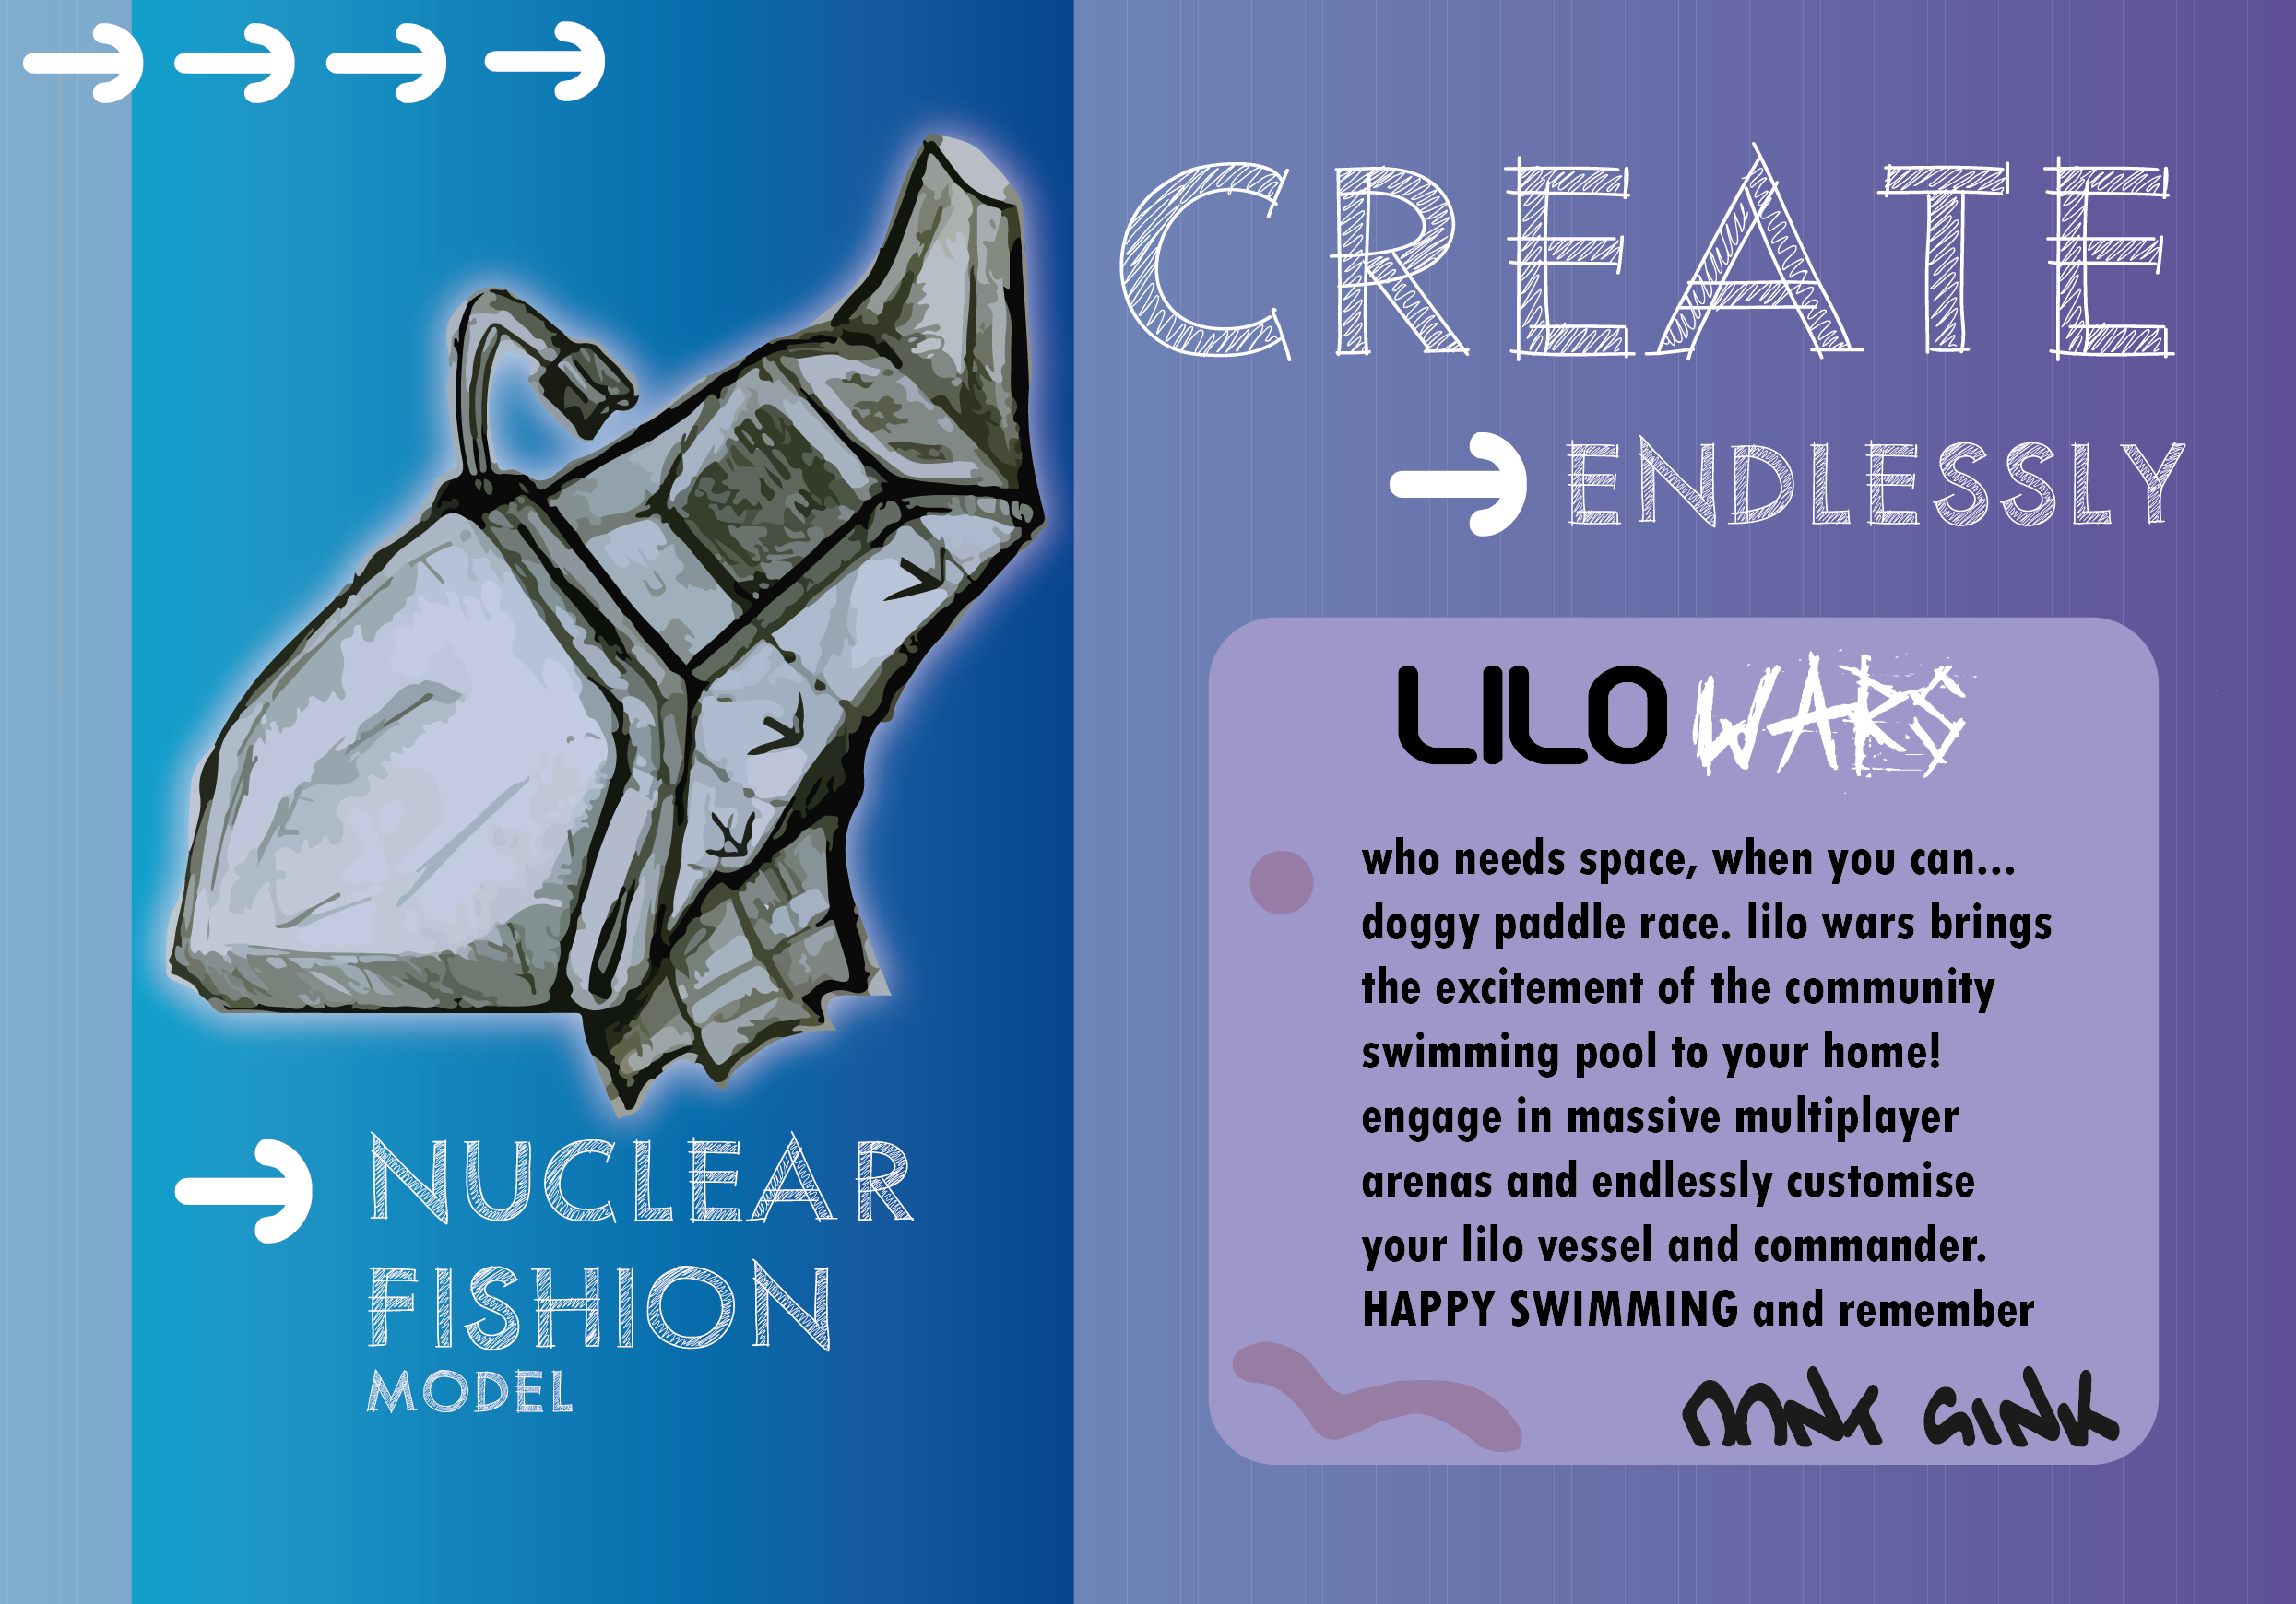 CREATE
ENDLESSLY
NUCLEAR
FISHION
MODEL
LILO WARS
who needs space, when you can...
doggy paddle race. lilo wars brings
the excitement of the community
swimming pool to your home!
engage in massive multiplayer
arenas and endlessly customise
your lilo vessel and commander.
HAPPY SWIMMING and remember